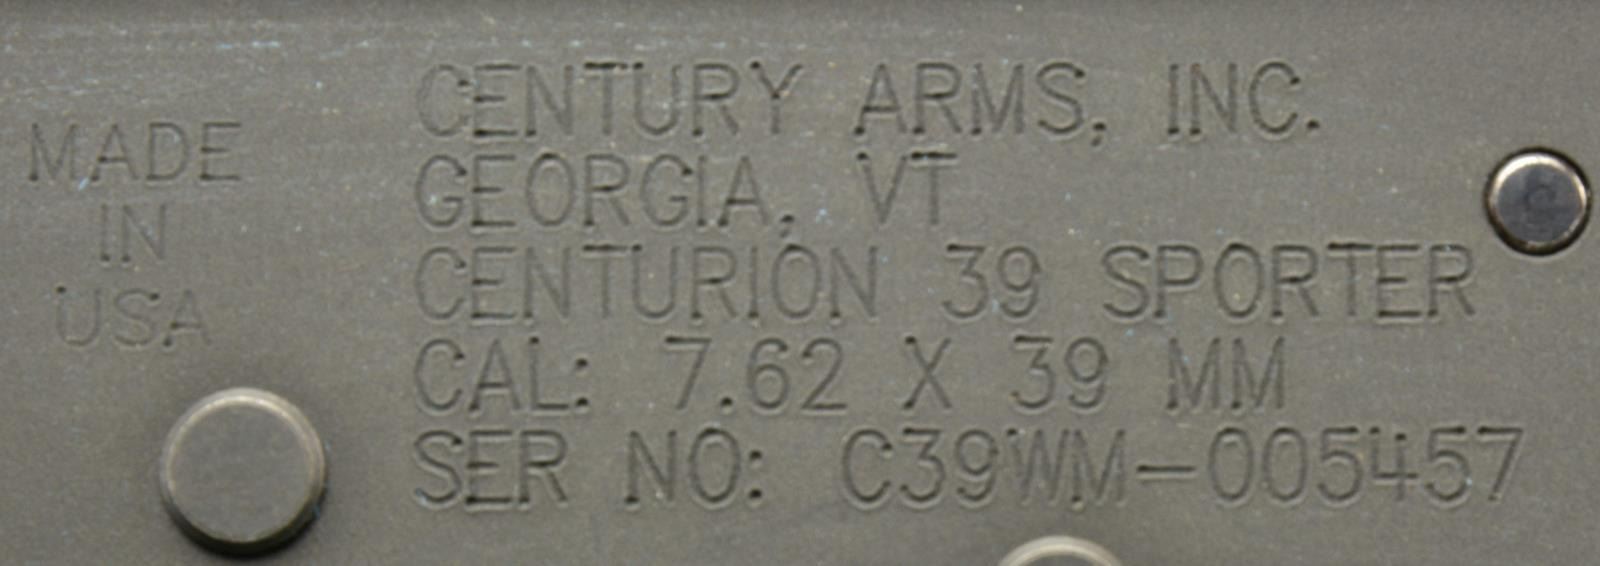 MADE
IN
USA
CENTURY ARMS, INC.
GEORGIA, VT
CENTURION 39 SPORTER
CAL: 7.62 X 39 MM
SER NO: C39WM-005457